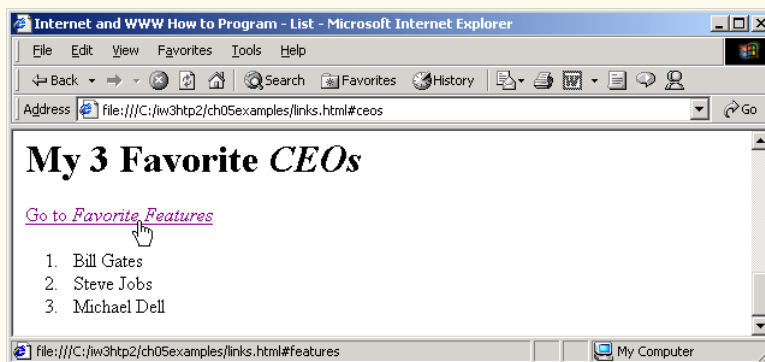 Internet and WWW How to Program - List - Microsoft Internet Explorer
File Edit View Favorites Tools Help
Back Search Favorites History
Address file:///C:/iw3htp2/ch05examples/links.html#ceos Go
My 3 Favorite CEOs
Go to Favorite Features
1. Bill Gates
2. Steve Jobs
3. Michael Dell
file:///C:/iw3htp2/ch05examples/links.html#features My Computer